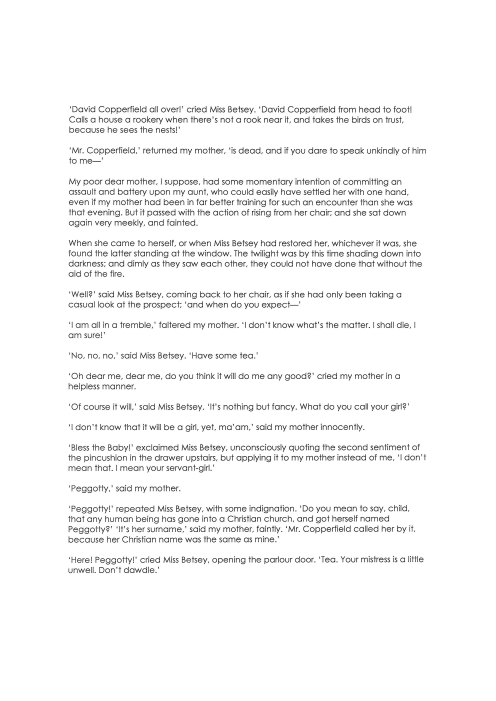 ‘David Copperfield all over!’ cried Miss Betsey. ‘David Copperfield from head to foot!
Calls a house a rookery when there’s not a rook near it, and takes the birds on trust,
because he sees the nests!’
‘Mr. Copperfield,’ returned my mother, ‘is dead, and if you dare to speak unkindly of him
to me—’
My poor dear mother, I suppose, had some momentary intention of committing an
assault and battery upon my aunt, who could easily have settled her with one hand,
even if my mother had been in far better training for such an encounter than she was
that evening. But it passed with the action of rising from her chair; and she sat down
again very meekly, and fainted.
When she came to herself, or when Miss Betsey had restored her, whichever it was, she
found the latter standing at the window. The twilight was by this time shading down into
darkness; and dimly as they saw each other, they could not have done that without the
aid of the fire.
‘Well?’ said Miss Betsey, coming back to her chair, as if she had only been taking a
casual look at the prospect; ‘and when do you expect—’
‘I am all in a tremble,’ faltered my mother. ‘I don’t know what’s the matter. I shall die, I
am sure!’
‘No, no, no,’ said Miss Betsey. ‘Have some tea.’
‘Oh dear me, dear me, do you think it will do me any good?’ cried my mother in a
helpless manner.
‘Of course it will,’ said Miss Betsey. ‘It’s nothing but fancy. What do you call your girl?’
‘I don’t know that it will be a girl, yet, ma’am,’ said my mother innocently.
‘Bless the Baby!’ exclaimed Miss Betsey, unconsciously quoting the second sentiment of
the pincushion in the drawer upstairs, but applying it to my mother instead of me, ‘I don’t
mean that. I mean your servant-girl.’
‘Peggotty,’ said my mother.
‘Peggotty!’ repeated Miss Betsey, with some indignation. ‘Do you mean to say, child,
that any human being has gone into a Christian church, and got herself named
Peggotty?’ ‘It’s her surname,’ said my mother, faintly. ‘Mr. Copperfield called her by it,
because her Christian name was the same as mine.’
‘Here! Peggotty!’ cried Miss Betsey, opening the parlour door. ‘Tea. Your mistress is a little
unwell. Don’t dawdle.’